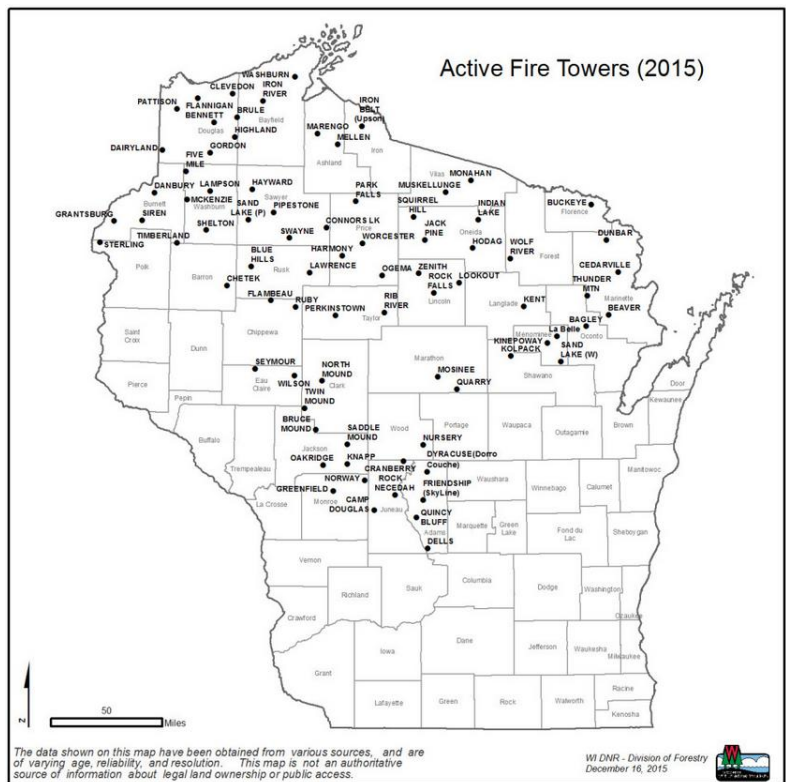 Active Fire Towers (2015)
WASHBURN
CLEVEDON
IRON
RIVER
PATTISON
FLANNIGAN
BENNETT
BRULE
Bayfield
Douglas
HIGHLAND
IRON
BELT
(Upson)
MARENGO
MELLEN
Iron
Ashland
DAIRYLAND
GORDON
FIVE
MILE
DANBURY
LAMPSON
HAYWARD
Burnett
MCKENZIE
Washburn
SAND
LAKE (P)
Sawyer
PIPESTONE
GRANTSBURG
SIREN
SHELTON
SWAYNE
CONNORS LK
PARK
FALLS
Price
WORCESTER
Vilas
MONAHAN
MUSKELLUNGE
SQUIRREL
HILL
INDIAN
LAKE
JACK
PINE
Oneida
HODAG
WOLF
RIVER
BUCKEYE
Florence
DUNBAR
Forest
CEDARVILLE
THUNDER
MTN
Marinette
BEAVER
TIMBERLAND
STERLING
Polk
BLUE
HILLS
Rusk
HARMONY
LAWRENCE
OGEMA
ZENITH
ROCK
FALLS
LOOKOUT
Lincoln
Langlade
KENT
Barron
CHETEK
FLAMBEAU
RUBY
PERKINSTOWN
RIB
RIVER
Taylor
BAGLEY
Oconto
La Belle
Menominee
KINEPOWAY
KOLPACK
SAND
LAKE (W)
Shawano
Saint
Croix
Dunn
Chippewa
Marathon
MOSINEE
QUARRY
SEYMOUR
Eau
Claire
WILSON
NORTH
MOUND
Clark
TWIN
MOUND
Pierce
Pepin
Door
Kewaunee
BRUCE
MOUND
Buffalo
Trempealeau
Jackson
SADDLE
MOUND
Wood
NURSERY
Portage
Waupaca
Outagamie
Brown
OAKRIDGE
KNAPP
DYRACUSE(Dorro
Couche)
CRANBERRY
ROCK
NORWAY
NECEDAH
FRIENDSHIP
(SkyLine)
Waushara
Winnebago
Calumet
Manitowoc
GREENFIELD
Monroe
La Crosse
CAMP
DOUGLAS
Juneau
QUINCY
BLUFF
Adams
Marquette
Green
Lake
Fond du
Lac
Sheboygan
DELLS
Vernon
Sauk
Columbia
Dodge
Washington
Ozaukee
Richland
Crawford
Dane
Jefferson
Waukesha
Milwaukee
Iowa
Grant
Lafayette
Green
Rock
Walworth
Racine
Kenosha
Z
50
Miles
The data shown on this map have been obtained from various sources, and are
of varying age, reliability, and resolution. This map is not an authoritative
source of information about legal land ownership or public access.
WI DNR - Division of Forestry
December 16, 2015